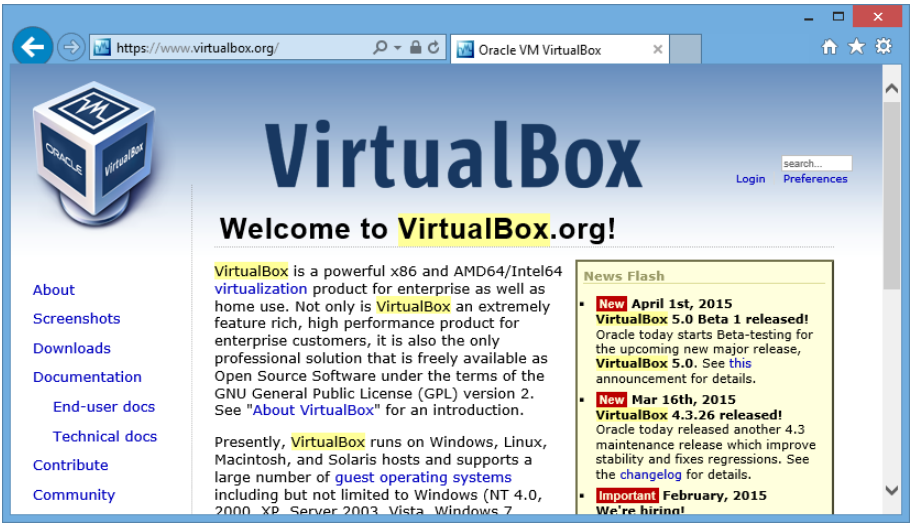 https://www.virtualbox.org/
Oracle VM VirtualBox
ORACLE
VirtualBox
VirtualBox
search...
Login Preferences
Welcome to VirtualBox.org!
About
Screenshots
Downloads
Documentation
End-user docs
Technical docs
Contribute
Community
VirtualBox is a powerful x86 and AMD64/Intel64
virtualization product for enterprise as well as
home use. Not only is VirtualBox an extremely
feature rich, high performance product for
enterprise customers, it is also the only
professional solution that is freely available as
Open Source Software under the terms of the
GNU General Public License (GPL) version 2.
See "About VirtualBox" for an introduction.
Presently, VirtualBox runs on Windows, Linux,
Macintosh, and Solaris hosts and supports a
large number of guest operating systems
including but not limited to Windows (NT 4.0,
2000, XP, Server 2003, Vista, Windows 7,
News Flash
New April 1st, 2015
VirtualBox 5.0 Beta 1 released!
Oracle today starts Beta-testing for
the upcoming new major release,
VirtualBox 5.0. See this
announcement for details.
New Mar 16th, 2015
VirtualBox 4.3.26 released!
Oracle today released another 4.3
maintenance release which improve
stability and fixes regressions. See
the changelog for details.
Important February, 2015
We're hiring!